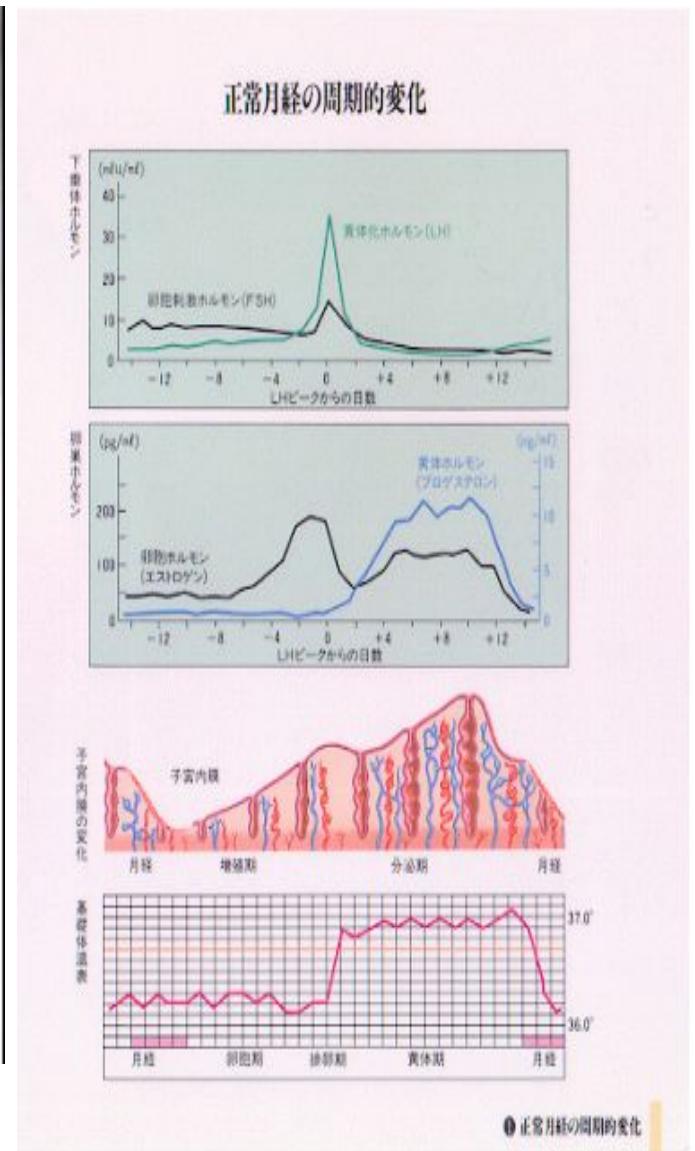 正常月経の周期的変化
下垂体ホルモン
(mIU/mℓ)
40
30
20
10
0
黄体化ホルモン(LH)
卵胞刺激ホルモン(FSH)
-12 -8 -4 0 +4 +8 +12
LHピークからの日数
卵巣ホルモン
(pg/mℓ)
(ng/mℓ)
200
100
0
15
10
5
0
黄体ホルモン
(プロゲステロン)
卵胞ホルモン
(エストロゲン)
-12 -8 -4 0 +4 +8 +12
LHピークからの日数
子宮内膜の変化
子宮内膜
月経 増殖期 分泌期 月経
基礎体温表
37.0°
36.0°
月経 卵胞期 排卵期 黄体期 月経
❶ 正常月経の周期的変化